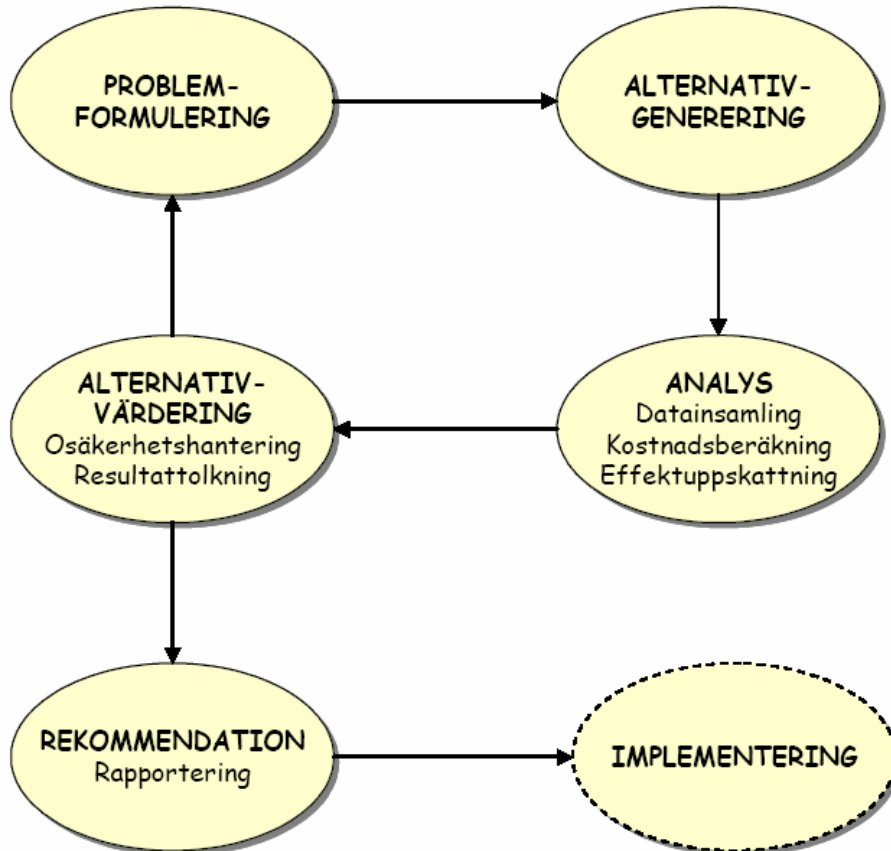 PROBLEM-
FORMULERING
ALTERNATIV-
GENERERING
ALTERNATIV-
VÄRDERING
Osäkerhetshantering
Resultattolkning
ANALYS
Datainsamling
Kostnadsberäkning
Effektuppskattning
REKOMMENDATION
Rapportering
IMPLEMENTERING